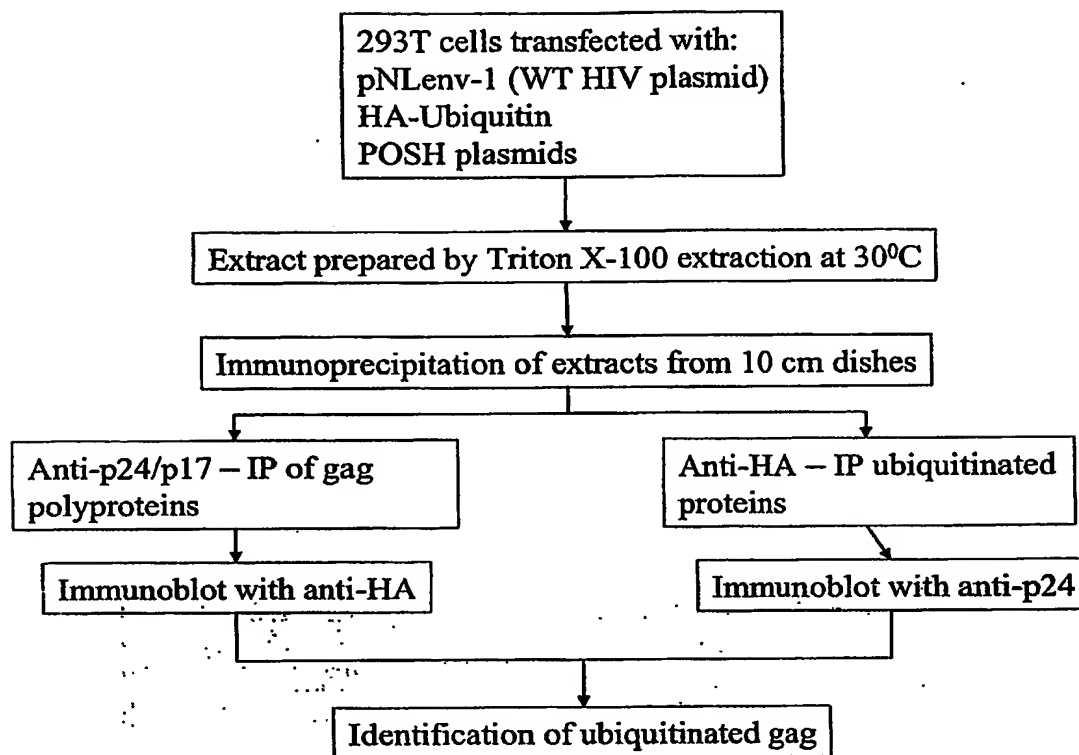 293T cells transfected with:
pNLenv-1 (WT HIV plasmid)
HA-Ubiquitin
POSH plasmids
Extract prepared by Triton X-100 extraction at 30⁰C
Immunoprecipitation of extracts from 10 cm dishes
Anti-p24/p17 – IP of gag
polyproteins
Anti-HA – IP ubiquitinated
proteins
Immunoblot with anti-HA
Immunoblot with anti-p24
Identification of ubiquitinated gag